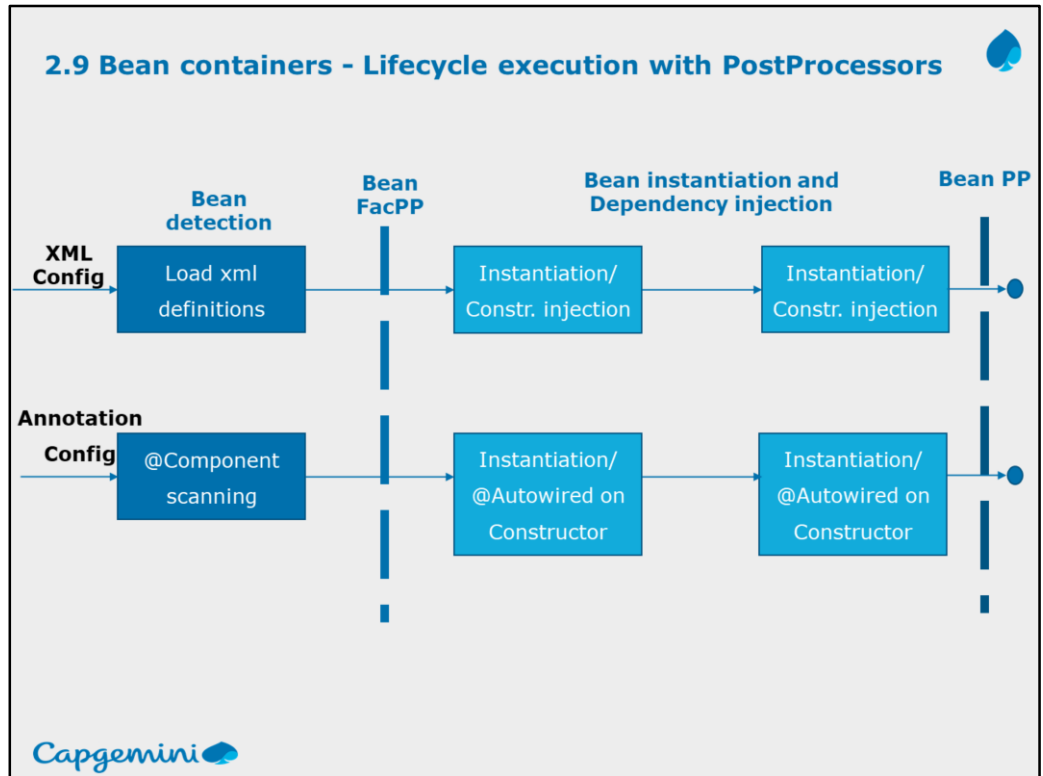 2.9 Bean containers - Lifecycle execution with PostProcessors
Bean
detection
Bean
FacPP
Bean instantiation and
Dependency injection
Bean PP
XML
Config
Load xml
definitions
Instantiation/
Constr. injection
Instantiation/
Constr. injection
Annotation
Config
@Component
scanning
Instantiation/
@Autowired on
Constructor
Instantiation/
@Autowired on
Constructor
Capgemini